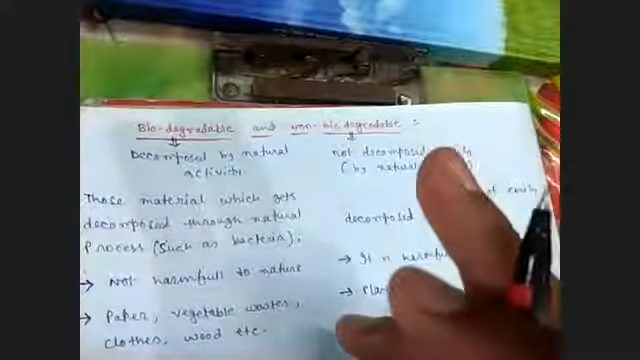 Bio-degradable and non-bio degradable :-
Decomposed by natural
activity.
Those material which gets
decomposed through natural
Process (such as bacteria).
→ Not harmfull to nature
→ Paper, vegetable wastes,
clothes, wood etc.
not decomposed
(by natural
of easily
decomposed
→ It is harmful
→